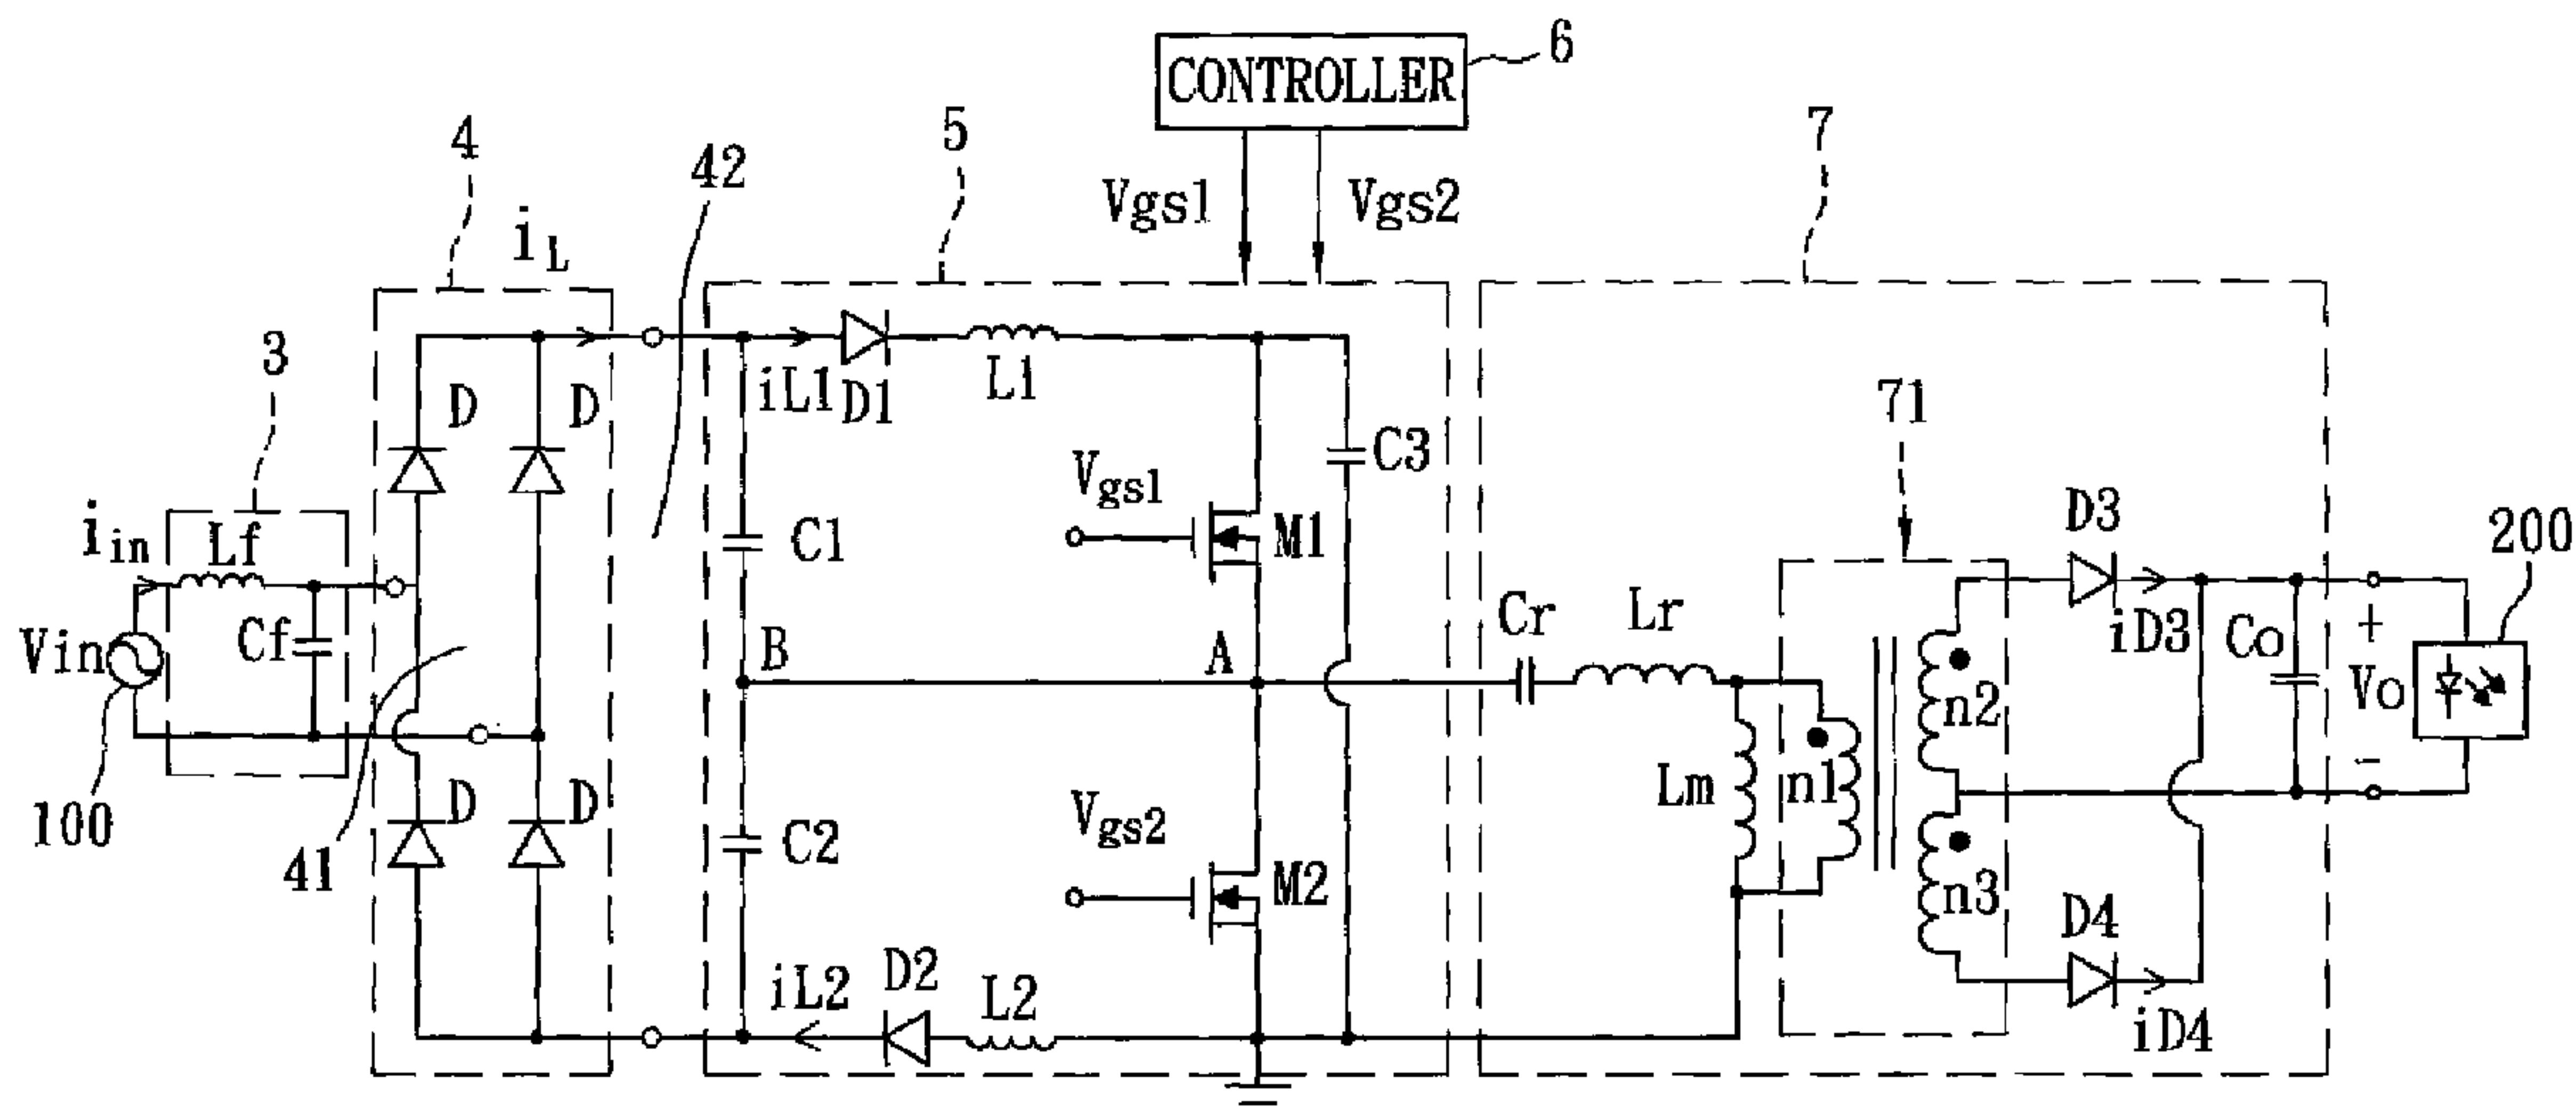 CONTROLLER
6
Vgs1
Vgs2
4
42
5
7
iL
3
D
D
iL1
D1
L1
C3
71
Vgs1
M1
C1
iin
Lf
Cf
Vin
100
41
B
A
Cr
Lr
D3
iD3
200
n2
Co
+
Vo
-
Lm
n1
n3
D
D
C2
Vgs2
M2
D4
iD4
iL2
D2
L2